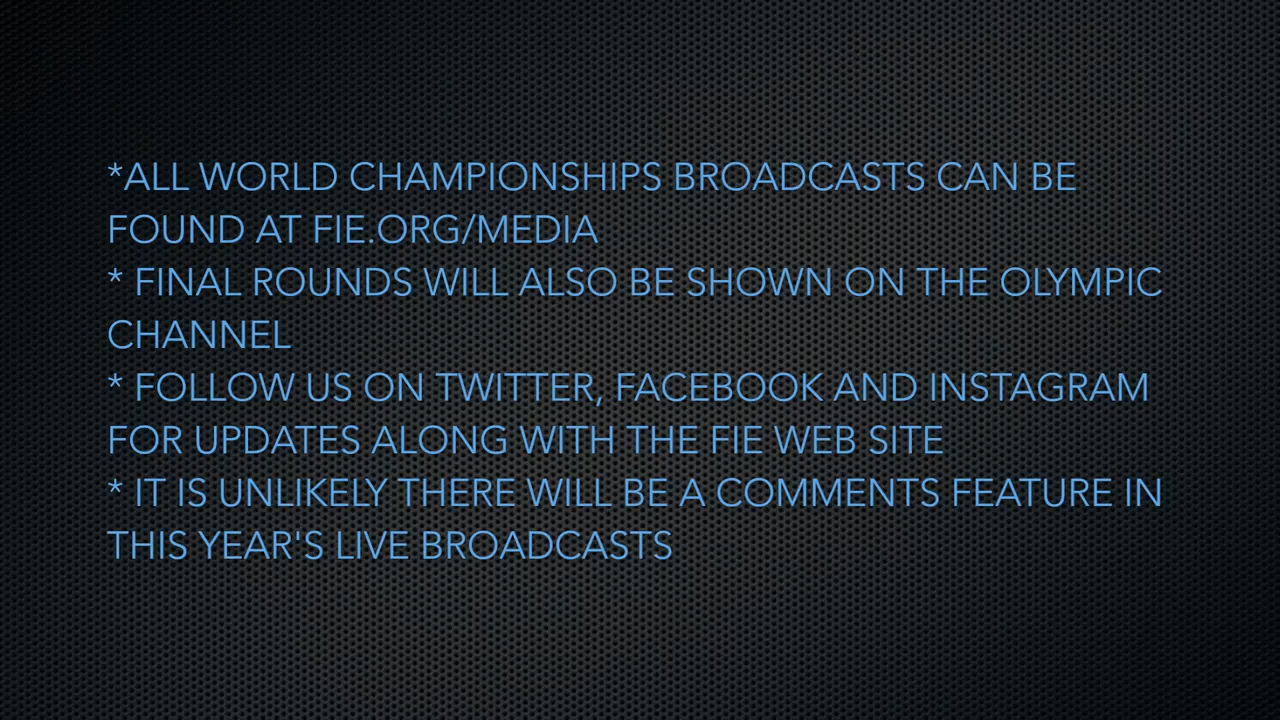 *ALL WORLD CHAMPIONSHIPS BROADCASTS CAN BE
FOUND AT FIE.ORG/MEDIA
* FINAL ROUNDS WILL ALSO BE SHOWN ON THE OLYMPIC
CHANNEL
* FOLLOW US ON TWITTER, FACEBOOK AND INSTAGRAM
FOR UPDATES ALONG WITH THE FIE WEB SITE
* IT IS UNLIKELY THERE WILL BE A COMMENTS FEATURE IN
THIS YEAR'S LIVE BROADCASTS